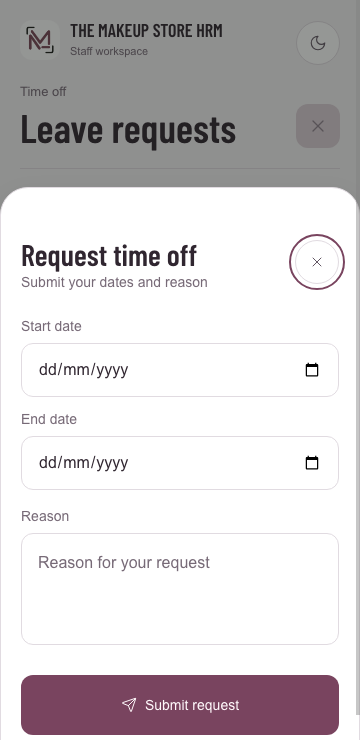 THE MAKEUP STORE HRM
Staff workspace
Time off
Leave requests
Request time off
Submit your dates and reason
Start date
dd/mm/yyyy
End date
dd/mm/yyyy
Reason
Reason for your request
Submit request